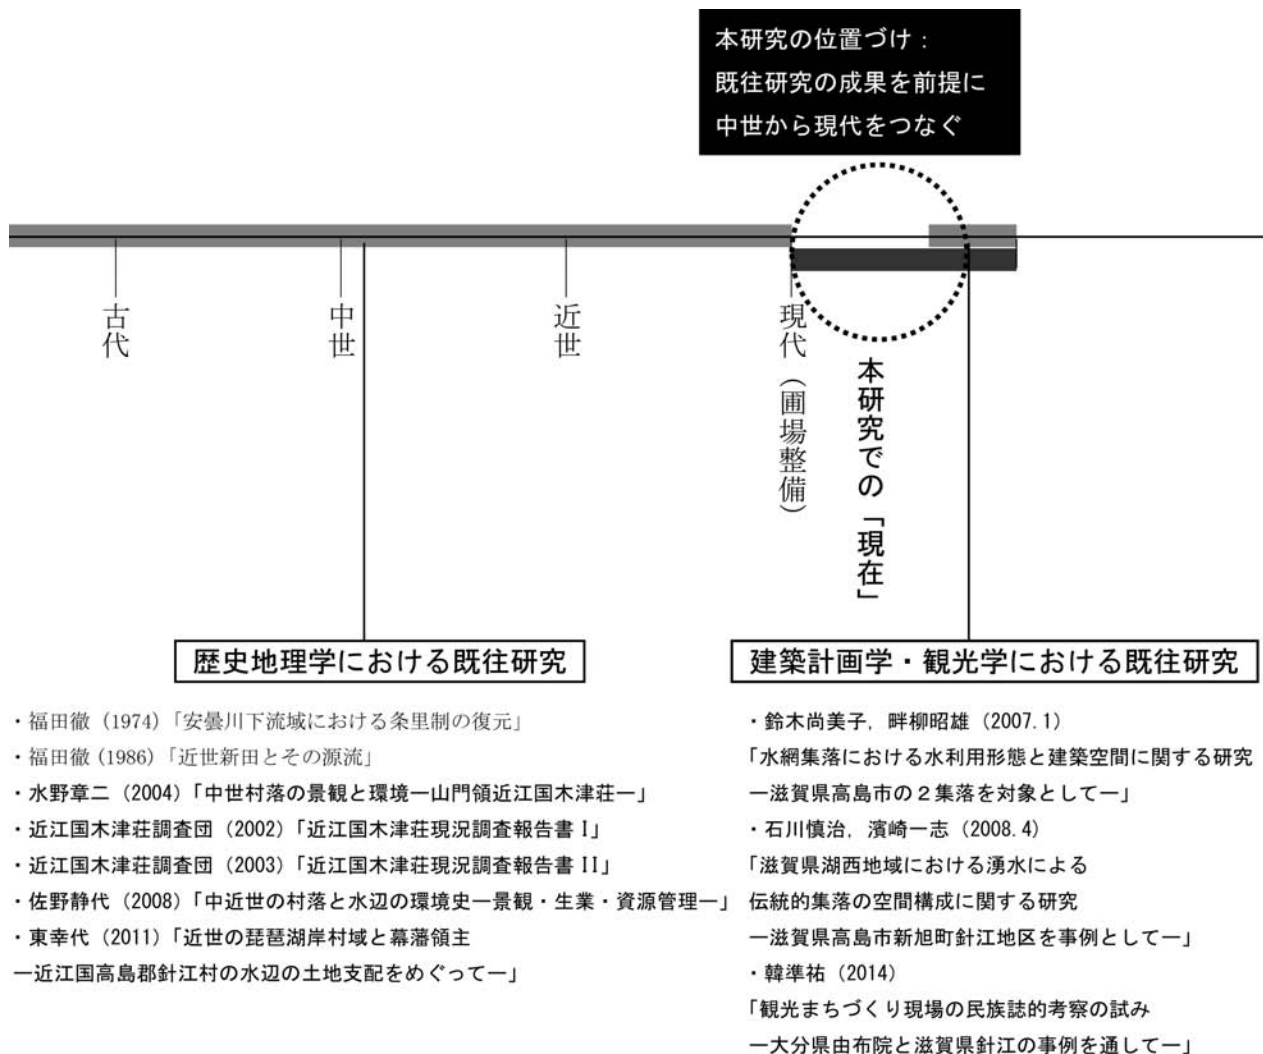 本研究の位置づけ：
既往研究の成果を前提に
中世から現代をつなぐ
古代
中世
近世
現代（圃場整備）
本研究での「現在」
歴史地理学における既往研究
・福田徹（1974）「安曇川下流域における条里制の復元」
・福田徹（1986）「近世新田とその源流」
・水野章二（2004）「中世村落の景観と環境―山門領近江国木津荘―」
・近江国木津荘調査団（2002）「近江国木津荘現況調査報告書 I」
・近江国木津荘調査団（2003）「近江国木津荘現況調査報告書 II」
・佐野静代（2008）「中近世の村落と水辺の環境史―景観・生業・資源管理―」
・東幸代（2011）「近世の琵琶湖岸村域と幕藩領主
―近江国高島郡針江村の水辺の土地支配をめぐって―」
建築計画学・観光学における既往研究
・鈴木尚美子，畔柳昭雄（2007.1）
「水網集落における水利用形態と建築空間に関する研究
―滋賀県高島市の２集落を対象として―」
・石川慎治，濱崎一志（2008.4）
「滋賀県湖西地域における湧水による
伝統的集落の空間構成に関する研究
―滋賀県高島市新旭町針江地区を事例として―」
・韓準祐（2014）
「観光まちづくり現場の民族誌的考察の試み
―大分県由布院と滋賀県針江の事例を通して―」